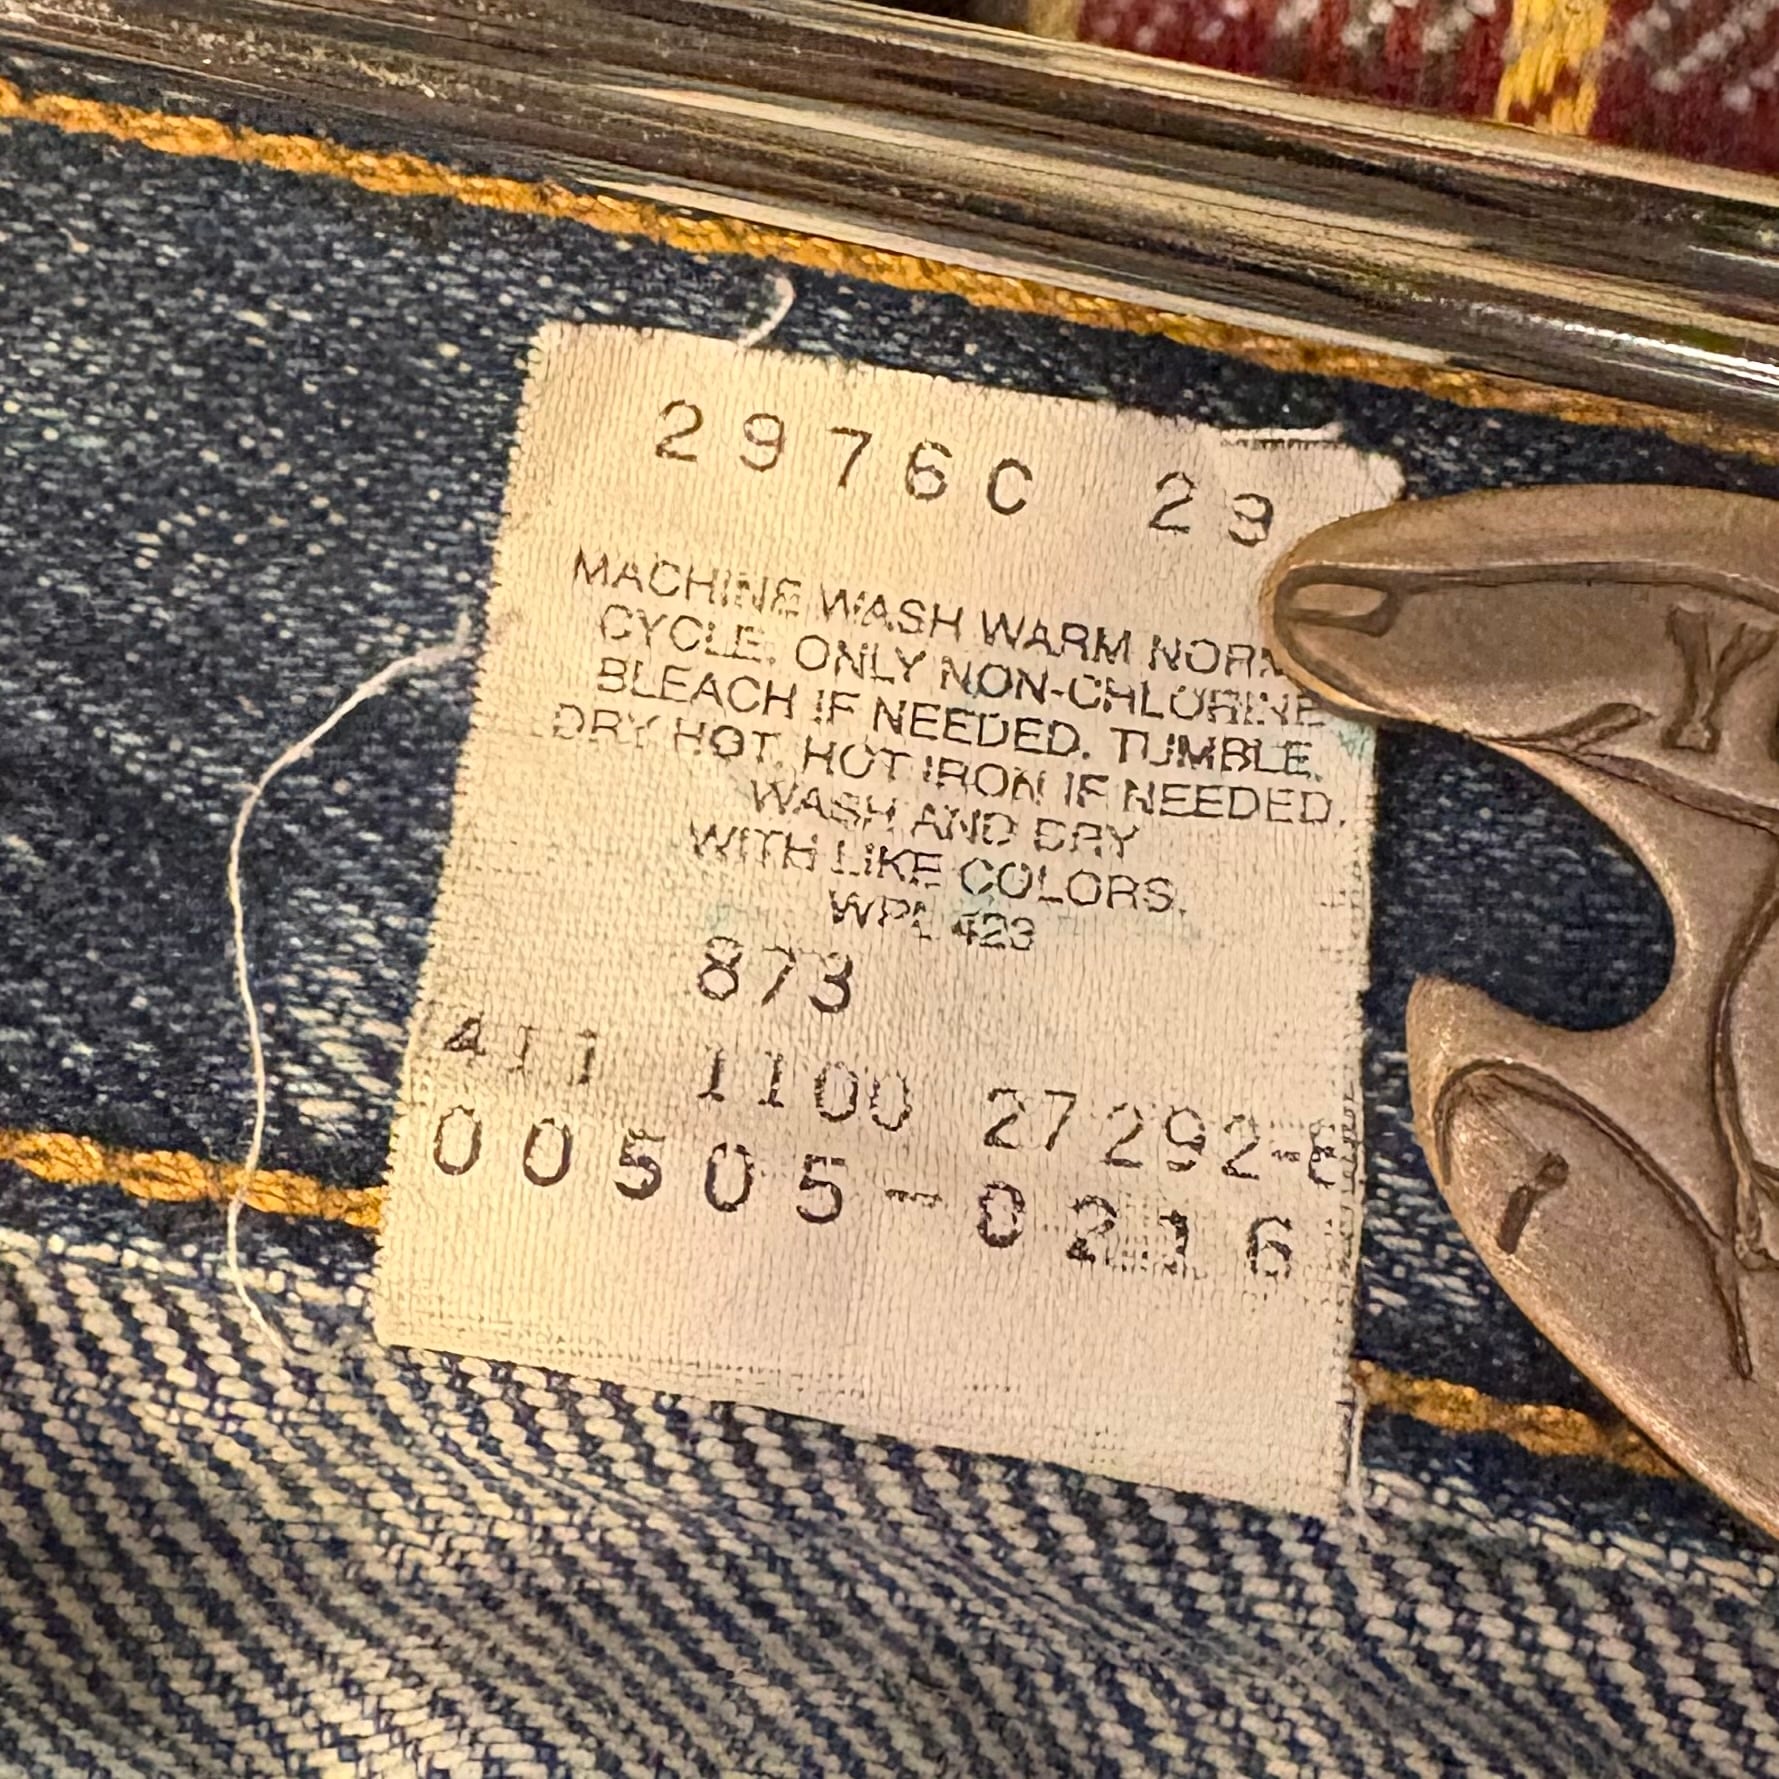 2976C 29
MACHINE WASH WARM NORM
CYCLE. ONLY NON-CHLORINE
BLEACH IF NEEDED. TUMBLE
DRY HOT. HOT IRON IF NEEDED.
WASH AND DRY
WITH LIKE COLORS.
WPL 423
873
411 1100 27292-E
00505-0216